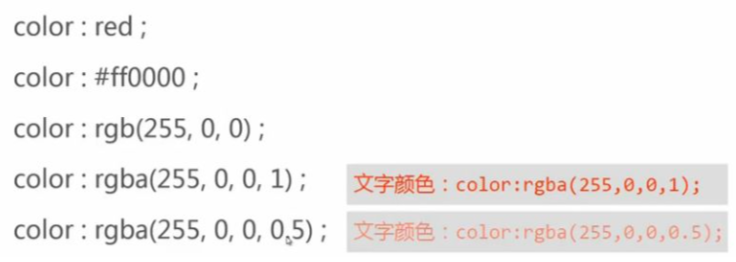 color : red ;
color : #ff0000 ;
color : rgb(255, 0, 0) ;
color : rgba(255, 0, 0, 1) ;
文字颜色：color:rgba(255,0,0,1);
color : rgba(255, 0, 0, 0.5) ;
文字颜色：color:rgba(255,0,0,0.5);